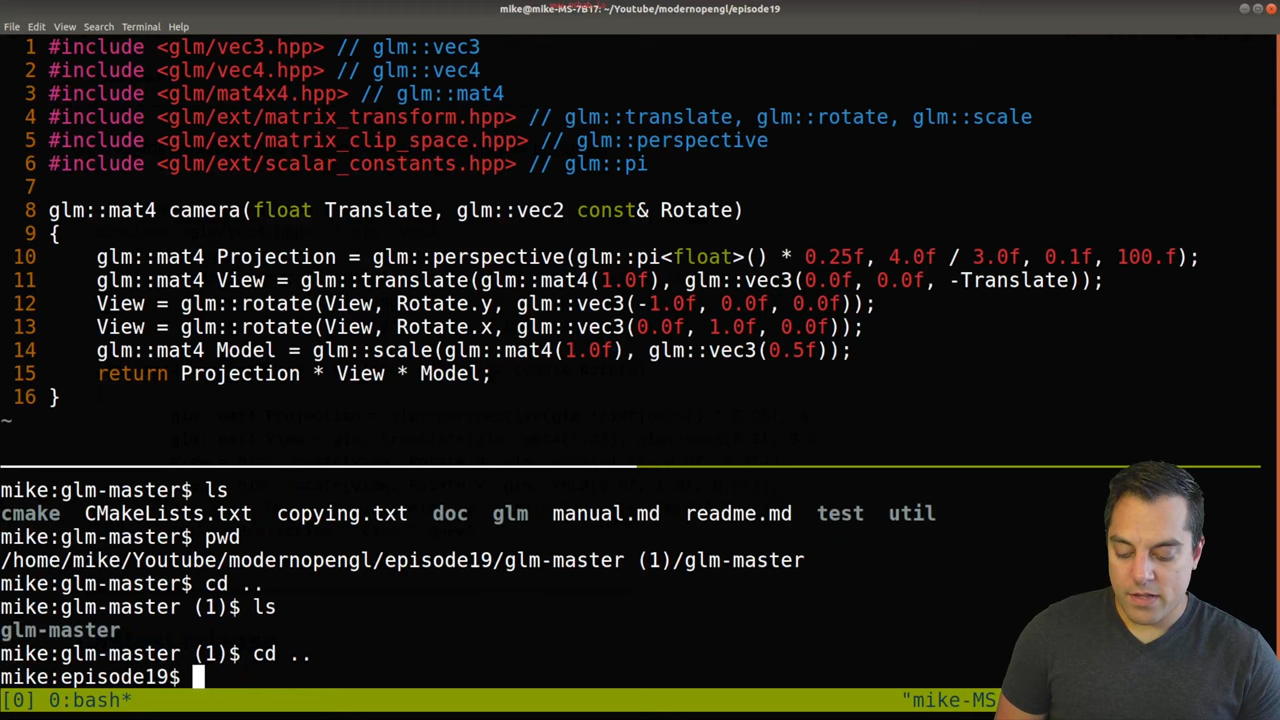 mike@mike-MS-7B17: ~/Youtube/modernopengl/episode19
File Edit View Search Terminal Help
1 #include <glm/vec3.hpp> // glm::vec3
2 #include <glm/vec4.hpp> // glm::vec4
3 #include <glm/mat4x4.hpp> // glm::mat4
4 #include <glm/ext/matrix_transform.hpp> // glm::translate, glm::rotate, glm::scale
5 #include <glm/ext/matrix_clip_space.hpp> // glm::perspective
6 #include <glm/ext/scalar_constants.hpp> // glm::pi
7
8 glm::mat4 camera(float Translate, glm::vec2 const& Rotate)
9 {
10 glm::mat4 Projection = glm::perspective(glm::pi<float>() * 0.25f, 4.0f / 3.0f, 0.1f, 100.f);
11 glm::mat4 View = glm::translate(glm::mat4(1.0f), glm::vec3(0.0f, 0.0f, -Translate));
12 View = glm::rotate(View, Rotate.y, glm::vec3(-1.0f, 0.0f, 0.0f));
13 View = glm::rotate(View, Rotate.x, glm::vec3(0.0f, 1.0f, 0.0f));
14 glm::mat4 Model = glm::scale(glm::mat4(1.0f), glm::vec3(0.5f));
15 return Projection * View * Model;
16 }
~
mike:glm-master$ ls
cmake CMakeLists.txt copying.txt doc glm manual.md readme.md test util
mike:glm-master$ pwd
/home/mike/Youtube/modernopengl/episode19/glm-master (1)/glm-master
mike:glm-master$ cd ..
mike:glm-master (1)$ ls
glm-master
mike:glm-master (1)$ cd ..
mike:episode19$
[0] 0:bash* "mike-MS